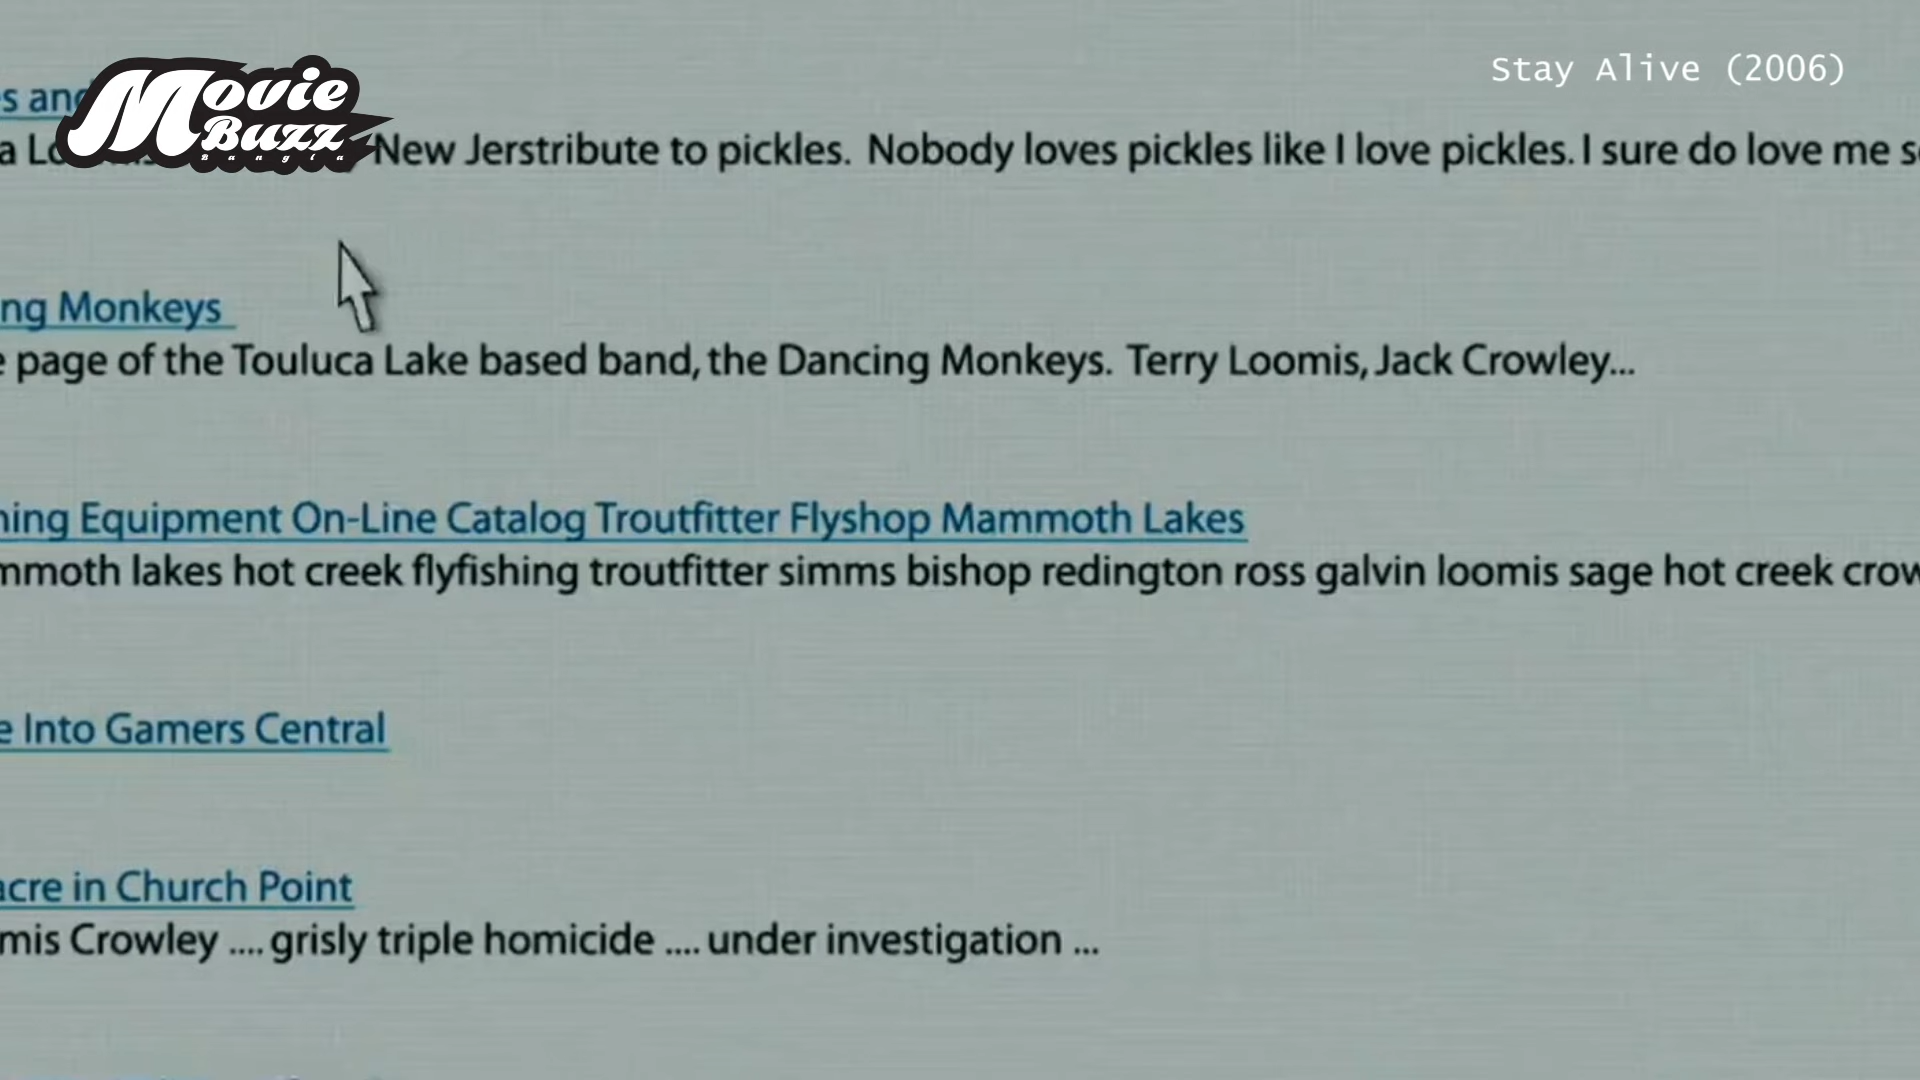 Stay Alive (2006)
Movie
Buzz
Bangla
s and
New Jerstribute to pickles. Nobody loves pickles like I love pickles. I sure do love me s
ng Monkeys
e page of the Touluca Lake based band, the Dancing Monkeys. Terry Loomis, Jack Crowley...
hing Equipment On-Line Catalog Troutfitter Flyshop Mammoth Lakes
mmoth lakes hot creek flyfishing troutfitter simms bishop redington ross galvin loomis sage hot creek crow
e Into Gamers Central
acre in Church Point
mis Crowley .... grisly triple homicide .... under investigation ...